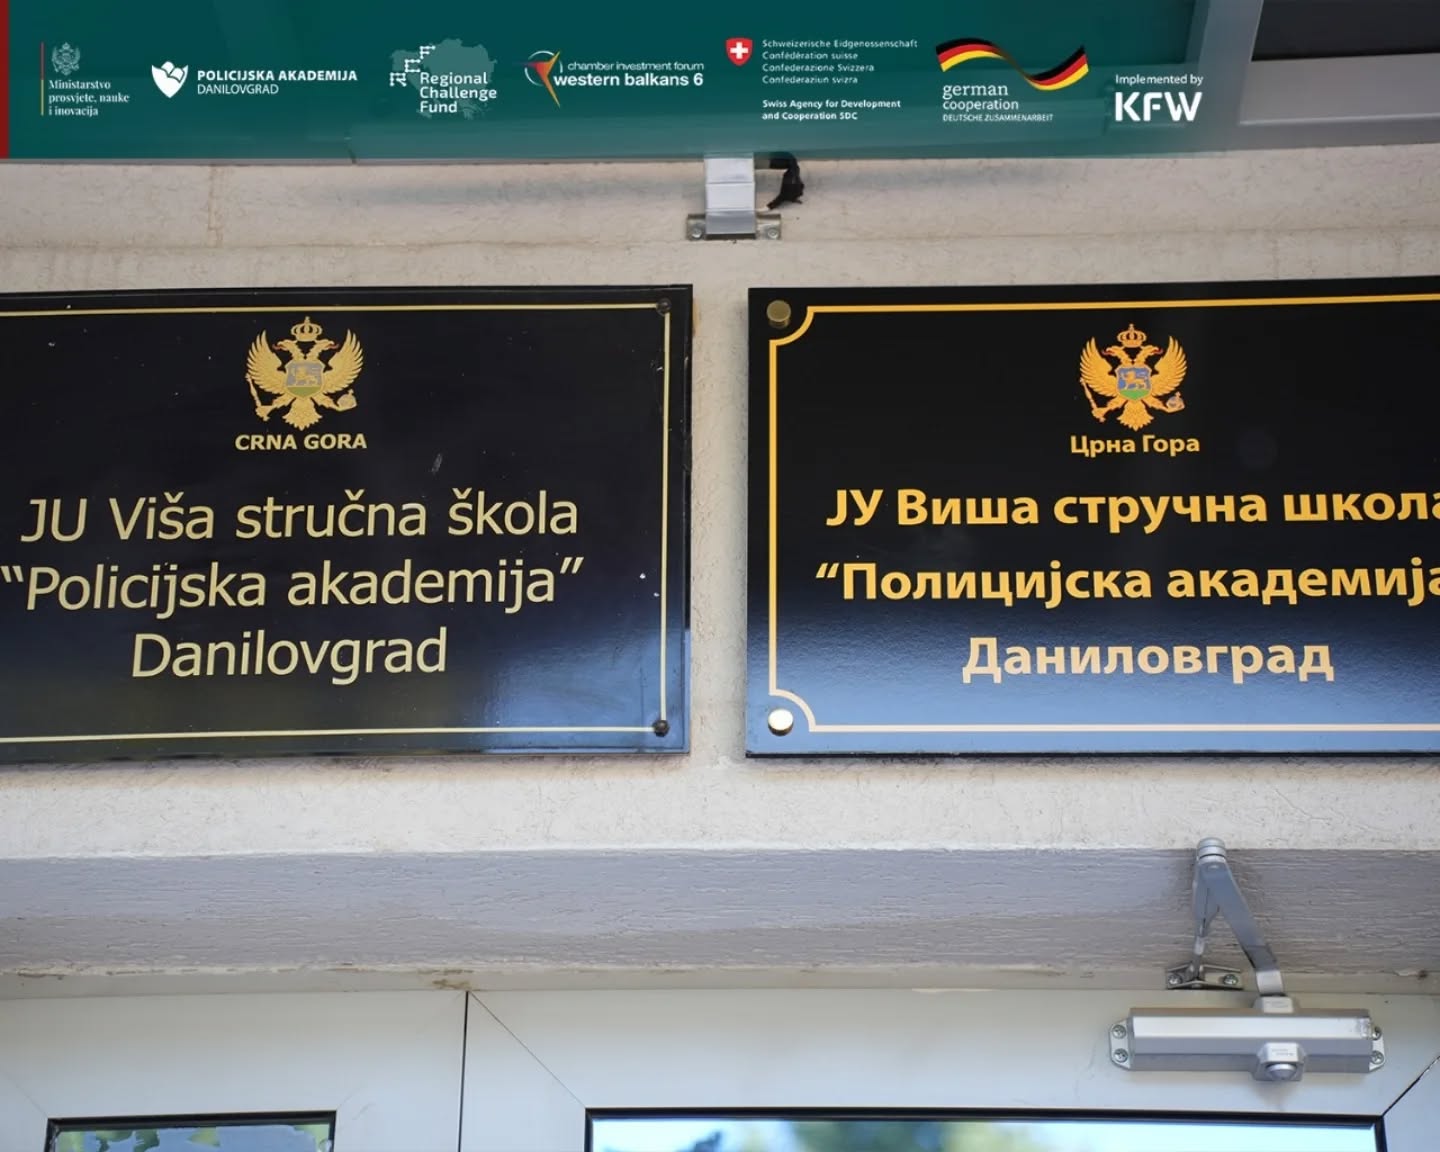 Ministarstvo
prosvjete, nauke
i inovacija
POLICIJSKA AKADEMIJA
DANILOVGRAD
Regional
Challenge
Fund
chamber investment forum
western balkans 6
Schweizerische Eidgenossenschaft
Confédération suisse
Confederazione Svizzera
Confederaziun svizra
Swiss Agency for Development
and Cooperation SDC
german
cooperation
DEUTSCHE ZUSAMMENARBEIT
Implemented by
KFW
CRNA GORA
JU Viša stručna škola
“Policijska akademija”
Danilovgrad
Црна Гора
ЈУ Виша стручна школа
“Полицијска академија
Даниловград